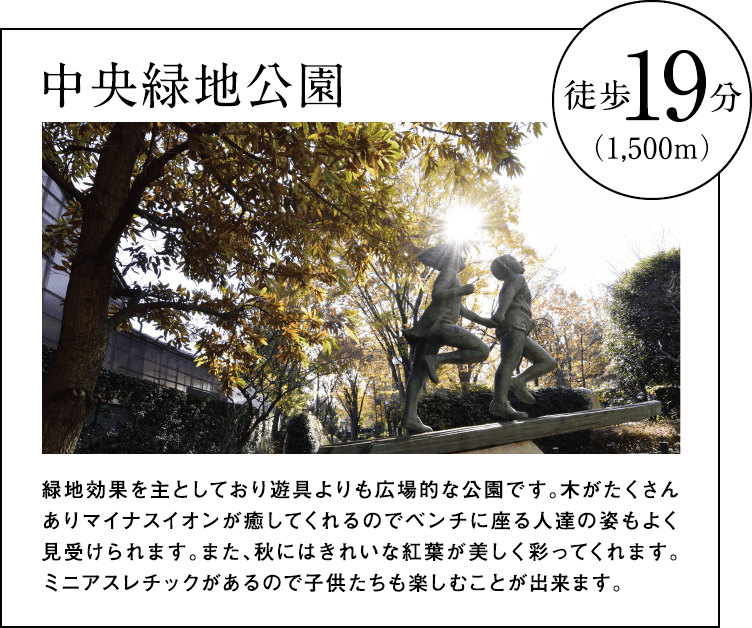 中央緑地公園
徒歩19分
（1,500m）
緑地効果を主としており遊具よりも広場的な公園です。木がたくさん
ありマイナスイオンが癒してくれるのでベンチに座る人達の姿もよく
見受けられます。また、秋にはきれいな紅葉が美しく彩ってくれます。
ミニアスレチックがあるので子供たちも楽しむことが出来ます。